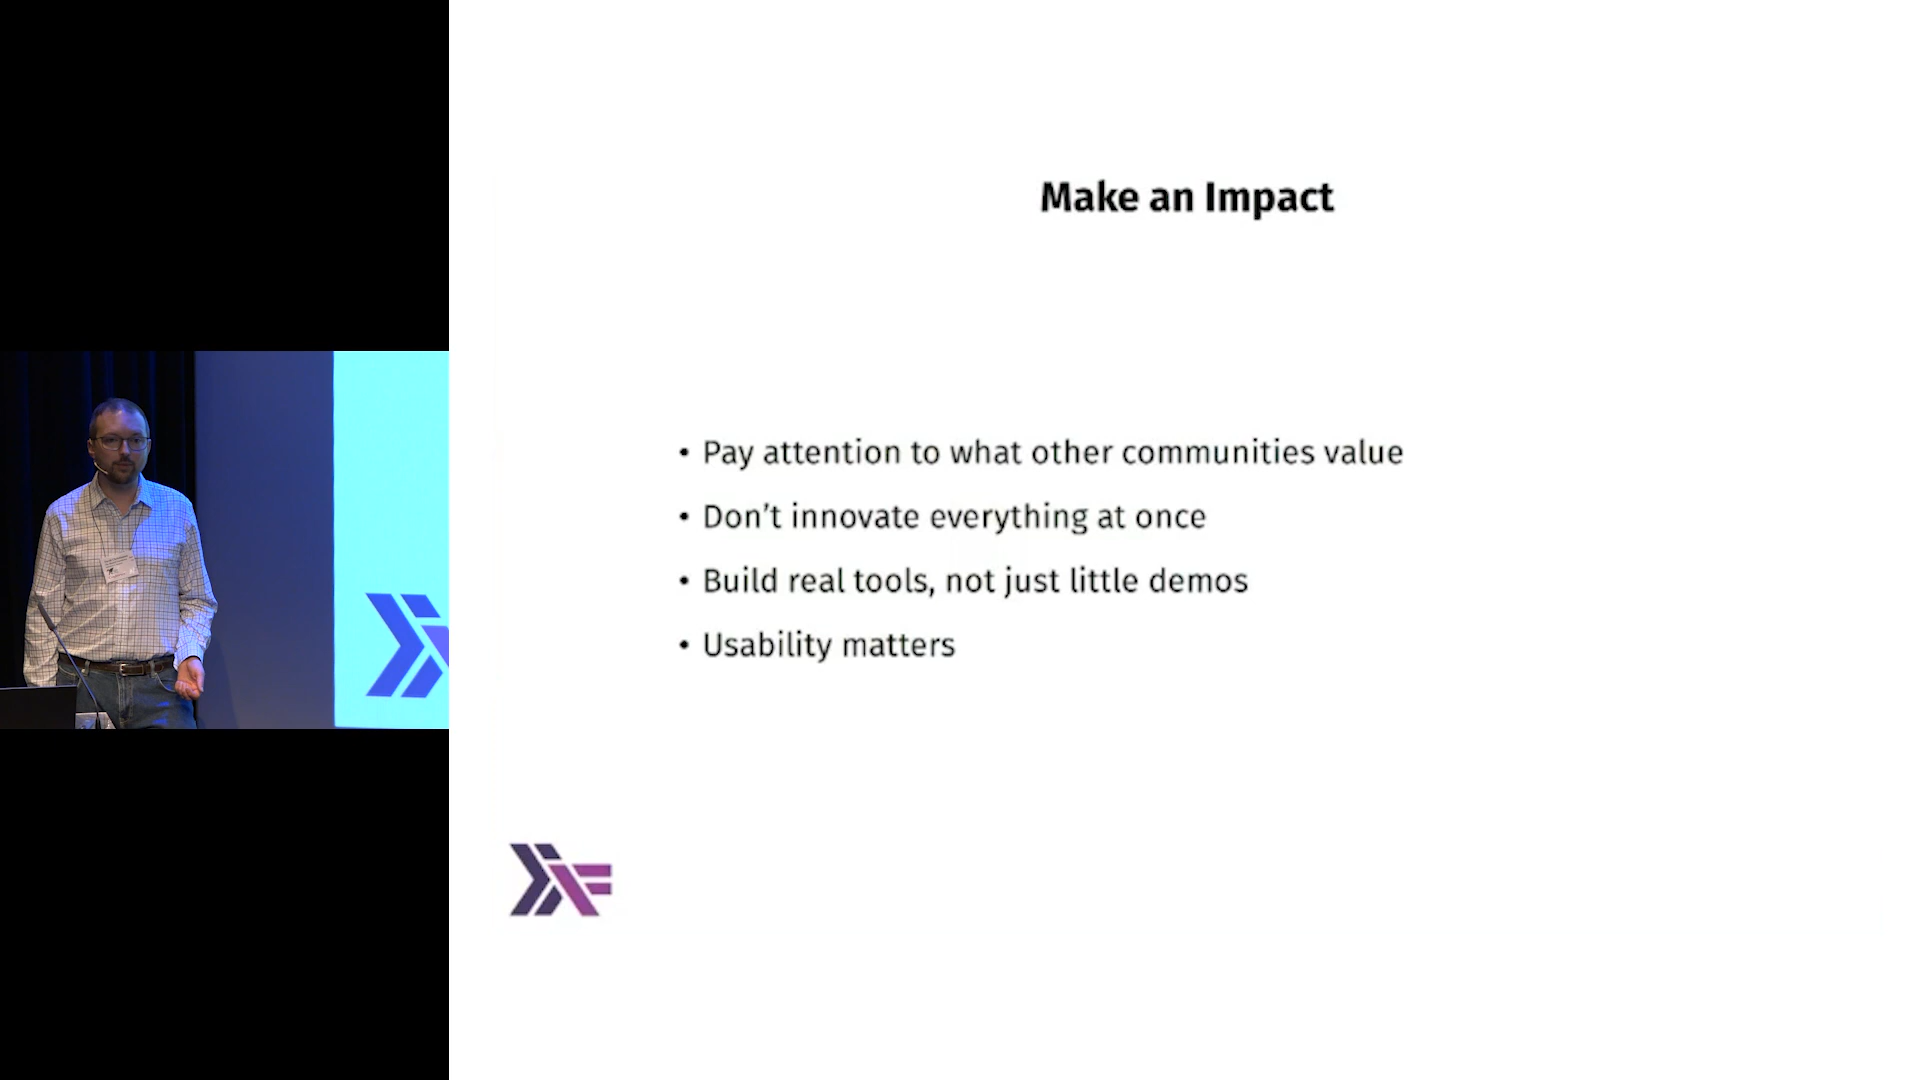 Make an Impact
• Pay attention to what other communities value
• Don’t innovate everything at once
• Build real tools, not just little demos
• Usability matters